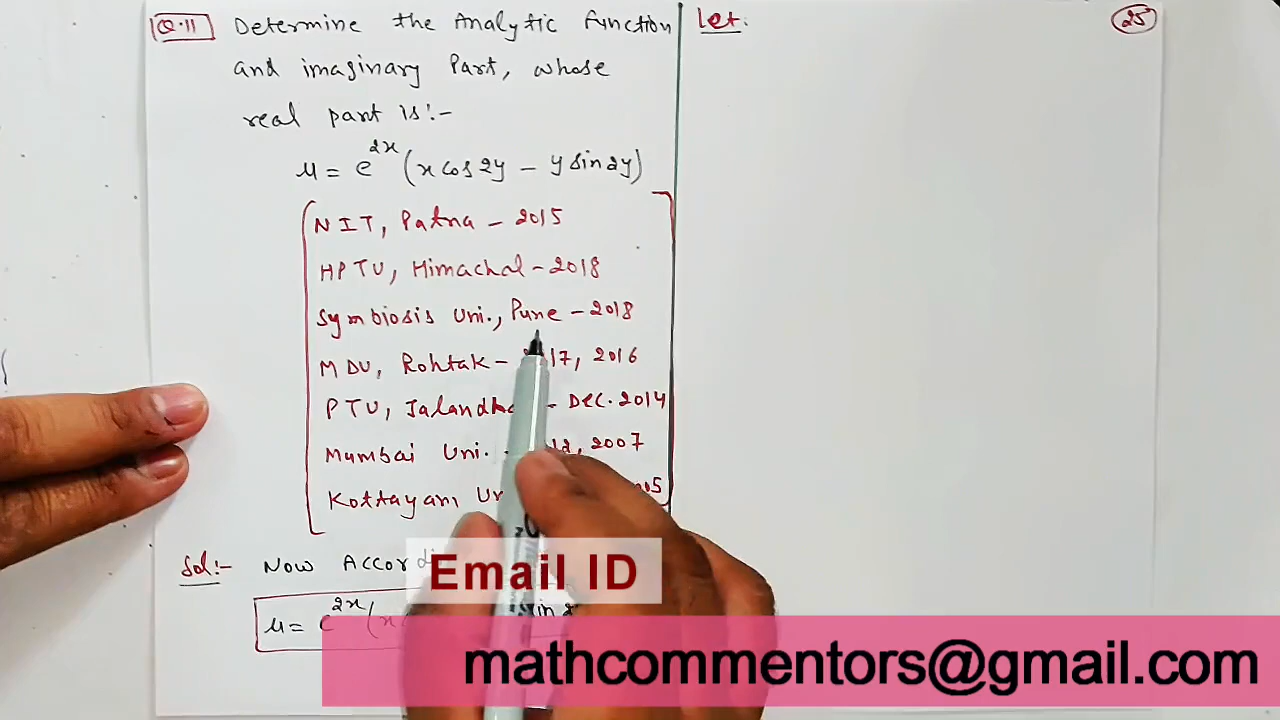 Q.11 Determine the Analytic function
and imaginary Part, whose
real part is:-
u = e^2x (x cos 2y - y sin 2y)
NIT, Patna - 2015
HPTU, Himachal - 2018
Symbiosis Uni., Pune - 2018
MDU, Rohtak - 17, 2016
PTU, - Dec. 2014
Mumbai Uni. - , 2007
Kottayam
Sol:- Now
u = e^2x
Let:
25
Email ID
mathcommentors@gmail.com